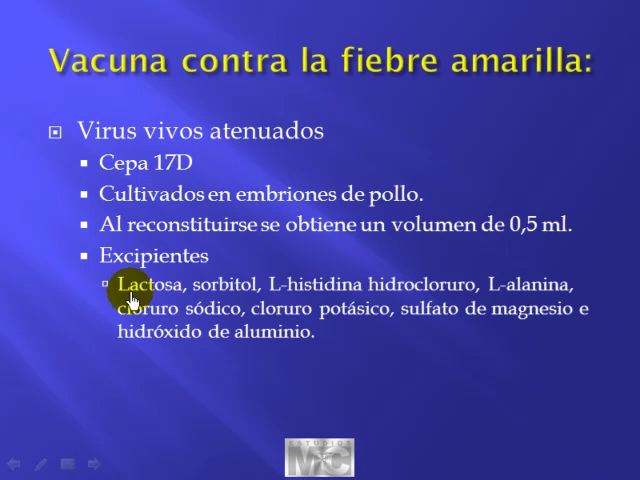 Vacuna contra la fiebre amarilla:
Virus vivos atenuados
Cepa 17D
Cultivados en embriones de pollo.
Al reconstituirse se obtiene un volumen de 0,5 ml.
Excipientes
Lactosa, sorbitol, L-histidina hidrocloruro, L-alanina,
cloruro sódico, cloruro potásico, sulfato de magnesio e
hidróxido de aluminio.
ESTUDIOS
MC